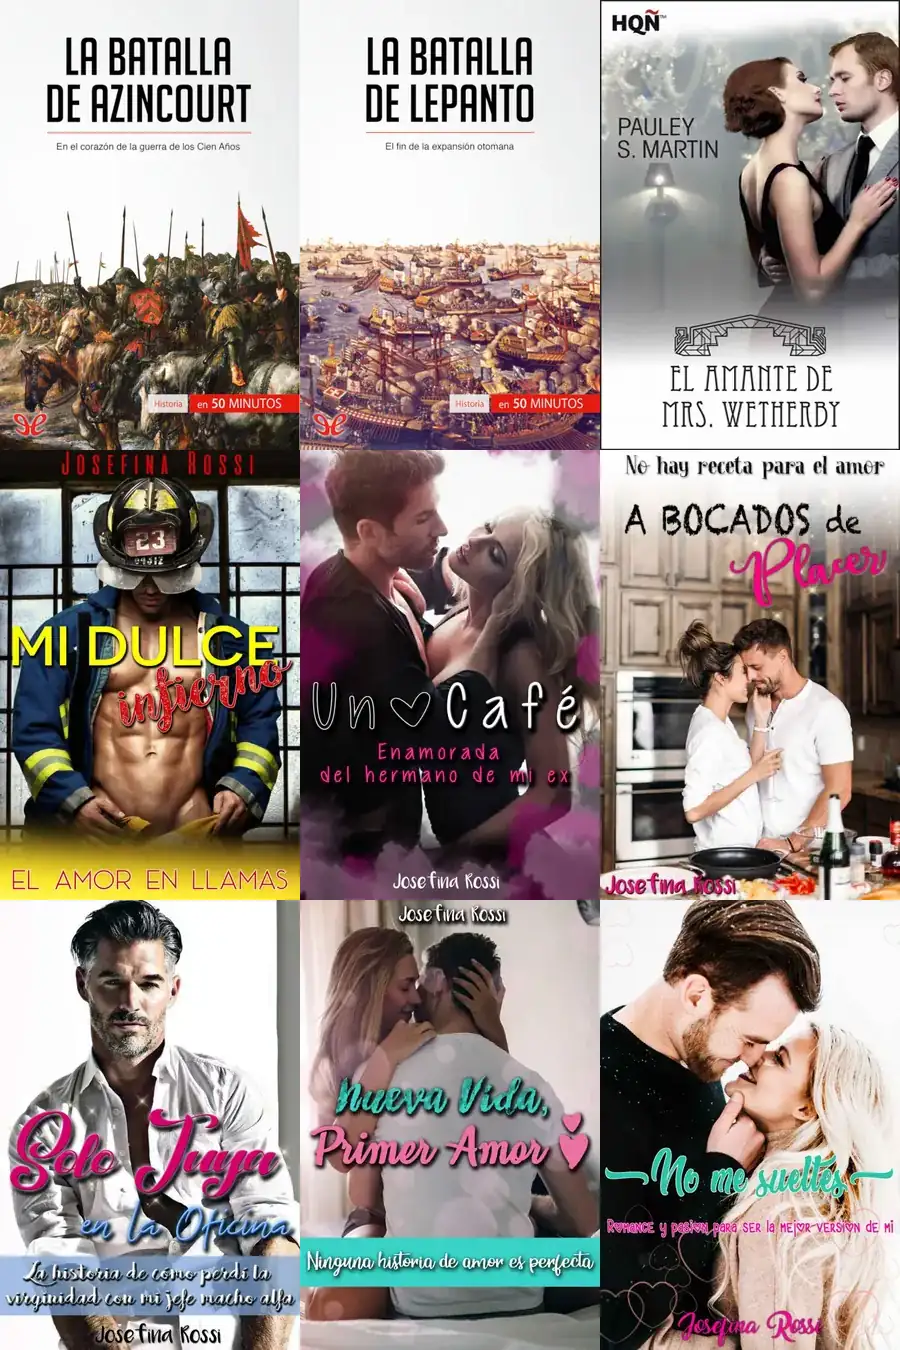 LA BATALLA
DE AZINCOURT
En el corazón de la guerra de los Cien Años
Historia en 50 MINUTOS
LA BATALLA
DE LEPANTO
El fin de la expansión otomana
Historia en 50 MINUTOS
HQÑ™
PAULEY
S. MARTIN
EL AMANTE DE
MRS. WETHERBY
JOSEFINA ROSSI
23
MI DULCE
infierno
EL AMOR EN LLAMAS
Un Café
Enamorada
del hermano de mi ex
Josefina Rossi
No hay receta para el amor
A BOCADOS de
Placer
Josefina Rossi
Solo Tuya
en la Oficina
La historia de cómo perdí la
virginidad con mi jefe macho alfa
Josefina Rossi
Josefina Rossi
Nueva Vida,
Primer Amor
Ninguna historia de amor es perfecta
No me sueltes
Romance y pasión para ser la mejor versión de mi
Josefina Rossi